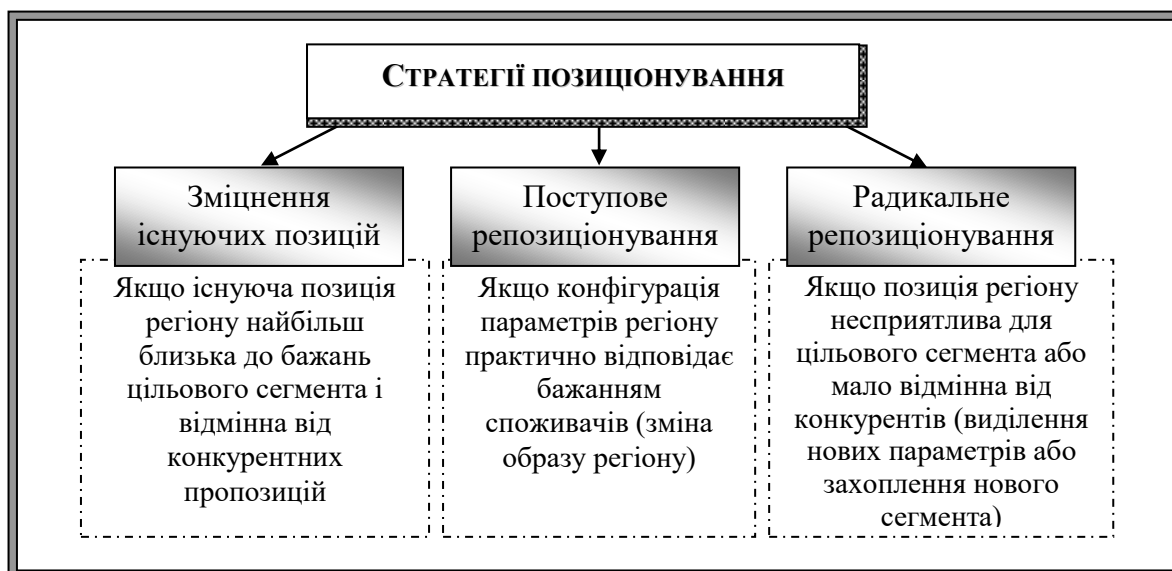 СТРАТЕГІЇ ПОЗИЦІОНУВАННЯ
Зміцнення
існуючих позицій
Якщо існуюча позиція
регіону найбільш
близька до бажань
цільового сегмента і
відмінна від
конкурентних
пропозицій
Поступове
репозиціонування
Якщо конфігурація
параметрів регіону
практично відповідає
бажанням
споживачів (зміна
образу регіону)
Радикальне
репозиціонування
Якщо позиція регіону
несприятлива для
цільового сегмента або
мало відмінна від
конкурентів (виділення
нових параметрів або
захоплення нового
сегмента)